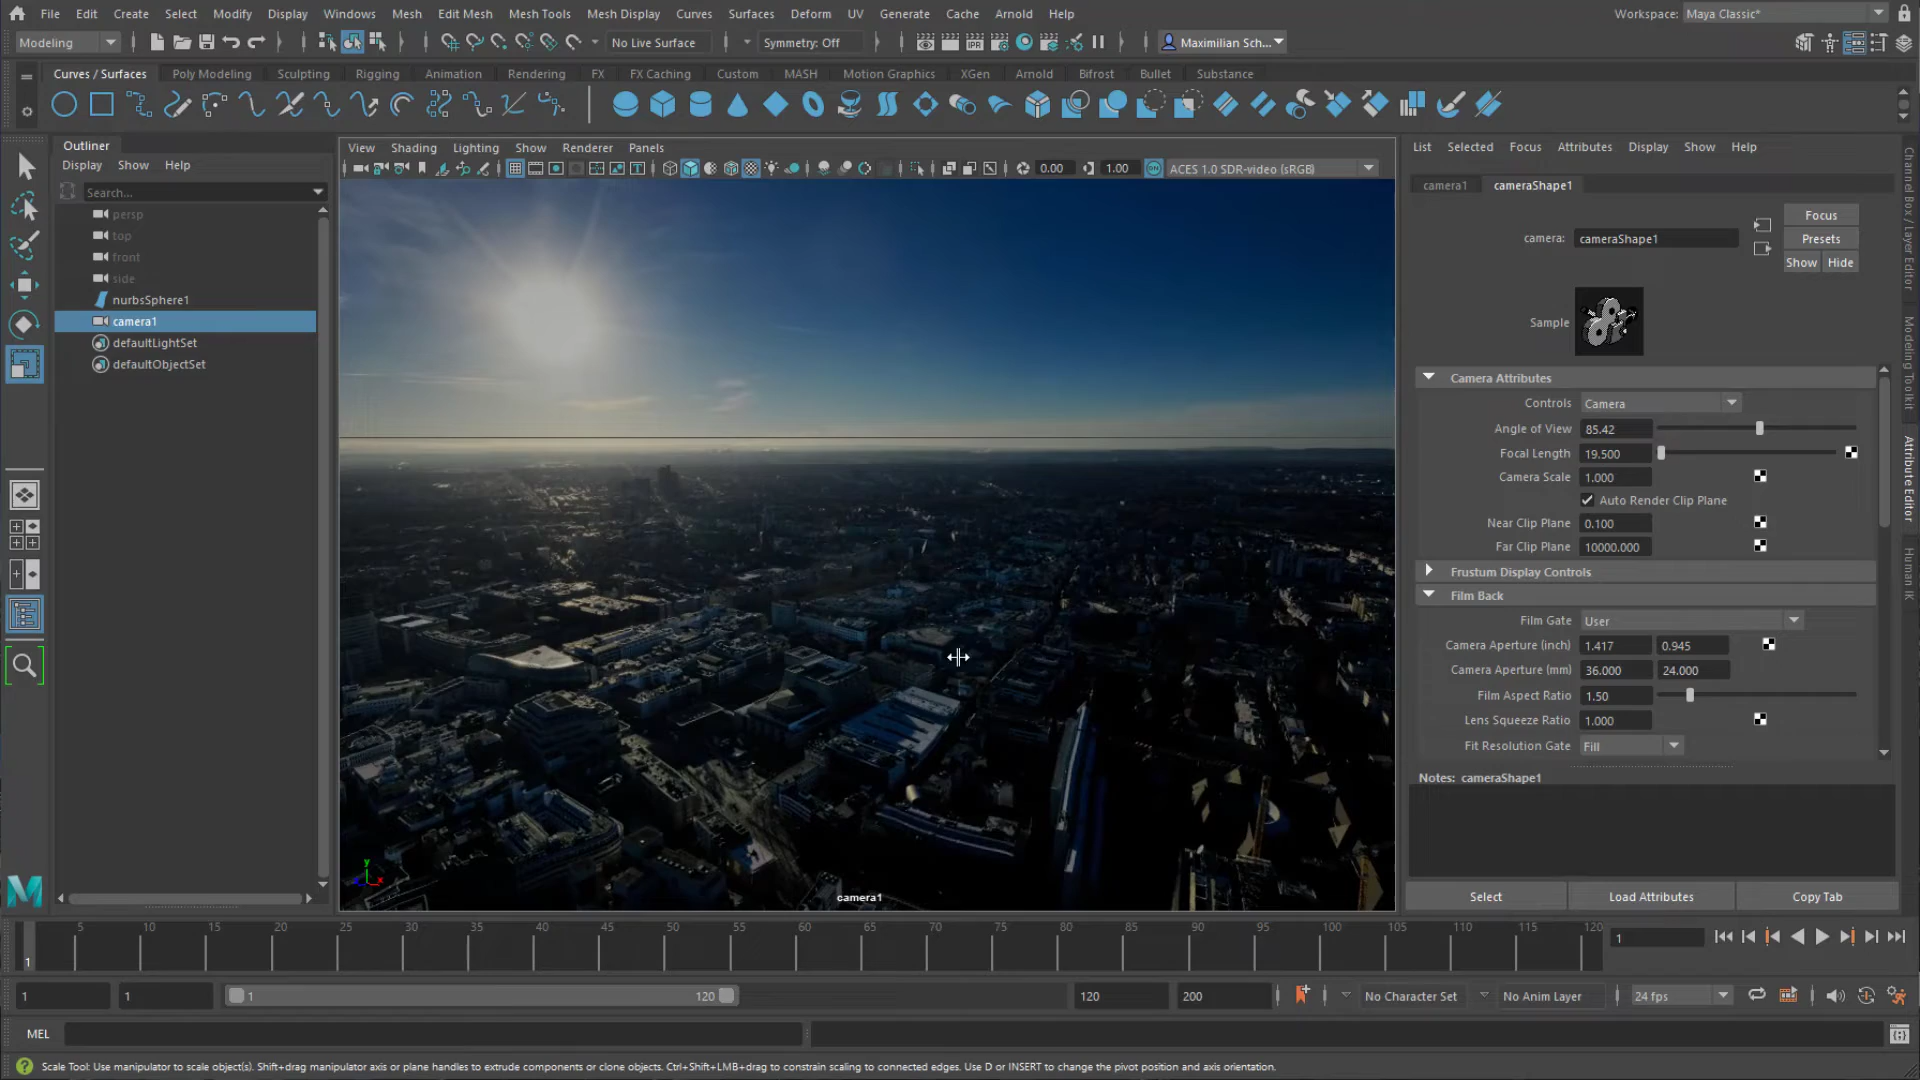 File Edit Create Select Modify Display Windows Mesh Edit Mesh Mesh Tools Mesh Display Curves Surfaces Deform UV Generate Cache Arnold Help Workspace: Maya Classic*
Modeling No Live Surface Symmetry: Off IPR Maximilian Sch...
Curves / Surfaces Poly Modeling Sculpting Rigging Animation Rendering FX FX Caching Custom MASH Motion Graphics XGen Arnold Bifrost Bullet Substance
Outliner
Display Show Help
Search...
persp
top
front
side
nurbsSphere1
camera1
defaultLightSet
defaultObjectSet
View Shading Lighting Show Renderer Panels
0.00 1.00 ACES 1.0 SDR-video (sRGB)
camera1
List Selected Focus Attributes Display Show Help
camera1 cameraShape1
Focus
camera: cameraShape1 Presets
Show Hide
Sample
Camera Attributes
Controls Camera
Angle of View 85.42
Focal Length 19.500
Camera Scale 1.000
Auto Render Clip Plane
Near Clip Plane 0.100
Far Clip Plane 10000.000
Frustum Display Controls
Film Back
Film Gate User
Camera Aperture (inch) 1.417 0.945
Camera Aperture (mm) 36.000 24.000
Film Aspect Ratio 1.50
Lens Squeeze Ratio 1.000
Fit Resolution Gate Fill
Notes: cameraShape1
Select Load Attributes Copy Tab
Channel Box / Layer Editor
Modeling Toolkit
Attribute Editor
Human IK
5 10 15 20 25 30 35 40 45 50 55 60 65 70 75 80 85 90 95 100 105 110 115 120
1 1
1 1 1 120 120 200 No Character Set No Anim Layer 24 fps
MEL
Scale Tool: Use manipulator to scale object(s). Shift+drag manipulator axis or plane handles to extrude components or clone objects. Ctrl+Shift+LMB+drag to constrain scaling to connected edges. Use D or INSERT to change the pivot position and axis orientation.